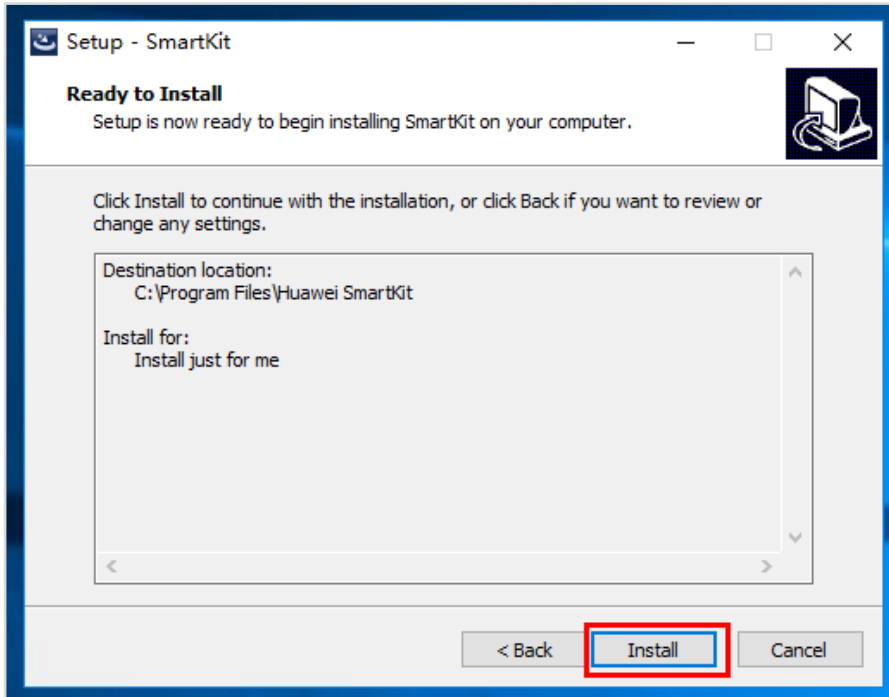 Setup - SmartKit
Ready to Install
Setup is now ready to begin installing SmartKit on your computer.
Click Install to continue with the installation, or click Back if you want to review or
change any settings.
Destination location:
C:\Program Files\Huawei SmartKit
Install for:
Install just for me
< Back
Install
Cancel